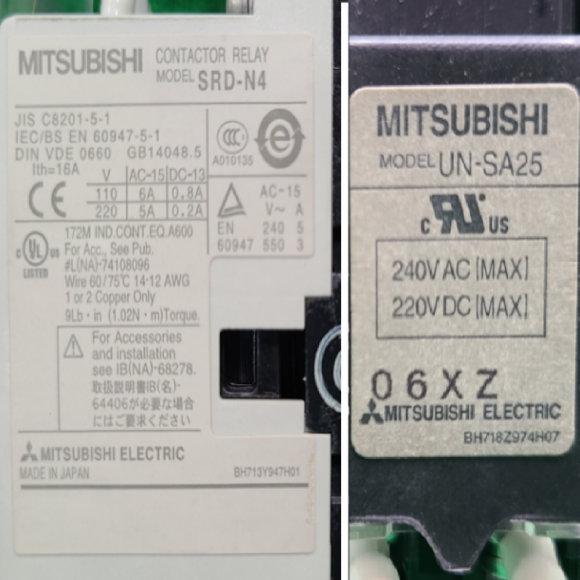 MITSUBISHI CONTACTOR RELAY
MODEL SRD-N4
JIS C8201-5-1
IEC/BS EN 60947-5-1
DIN VDE 0660 GB14048.5
Ith=16A
V AC-15 DC-13
110 6A 0.8A
220 5A 0.2A
CE
CCC
A010135
e
AC-15
V~ A
EN 240 5
60947 550 3
172M IND.CONT.EQ.A600
For Acc., See Pub.
#L(NA)-74108096
Wire 60/75℃ 14-12 AWG
1 or 2 Copper Only
9Lb・in (1.02N・m)Torque.
C UL US
LISTED
For Accessories
and installation
see IB(NA)-68278.
取扱説明書IB(名)-
64406が必要な場合
にはご要求ください
MITSUBISHI ELECTRIC
MADE IN JAPAN BH713Y947H01
MITSUBISHI
MODEL UN-SA25
c RU US
240V AC (MAX)
220V DC (MAX)
06XZ
MITSUBISHI ELECTRIC
BH718Z974H07